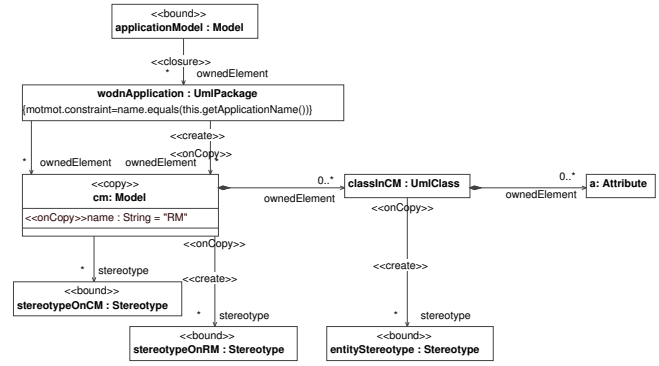 <<bound>>
applicationModel : Model
<<closure>>
* ownedElement
wodnApplication : UmlPackage
{motmot.constraint=name.equals(this.getApplicationName())}
<<create>>
<<onCopy>>
* ownedElement ownedElement *
<<copy>>
cm: Model
<<onCopy>>name : String = "RM"
0..*
ownedElement
classInCM : UmlClass
0..*
ownedElement
a: Attribute
<<onCopy>>
<<onCopy>>
* stereotype
<<create>>
<<create>>
<<bound>>
stereotypeOnCM : Stereotype
* stereotype
* stereotype
<<bound>>
stereotypeOnRM : Stereotype
<<bound>>
entityStereotype : Stereotype